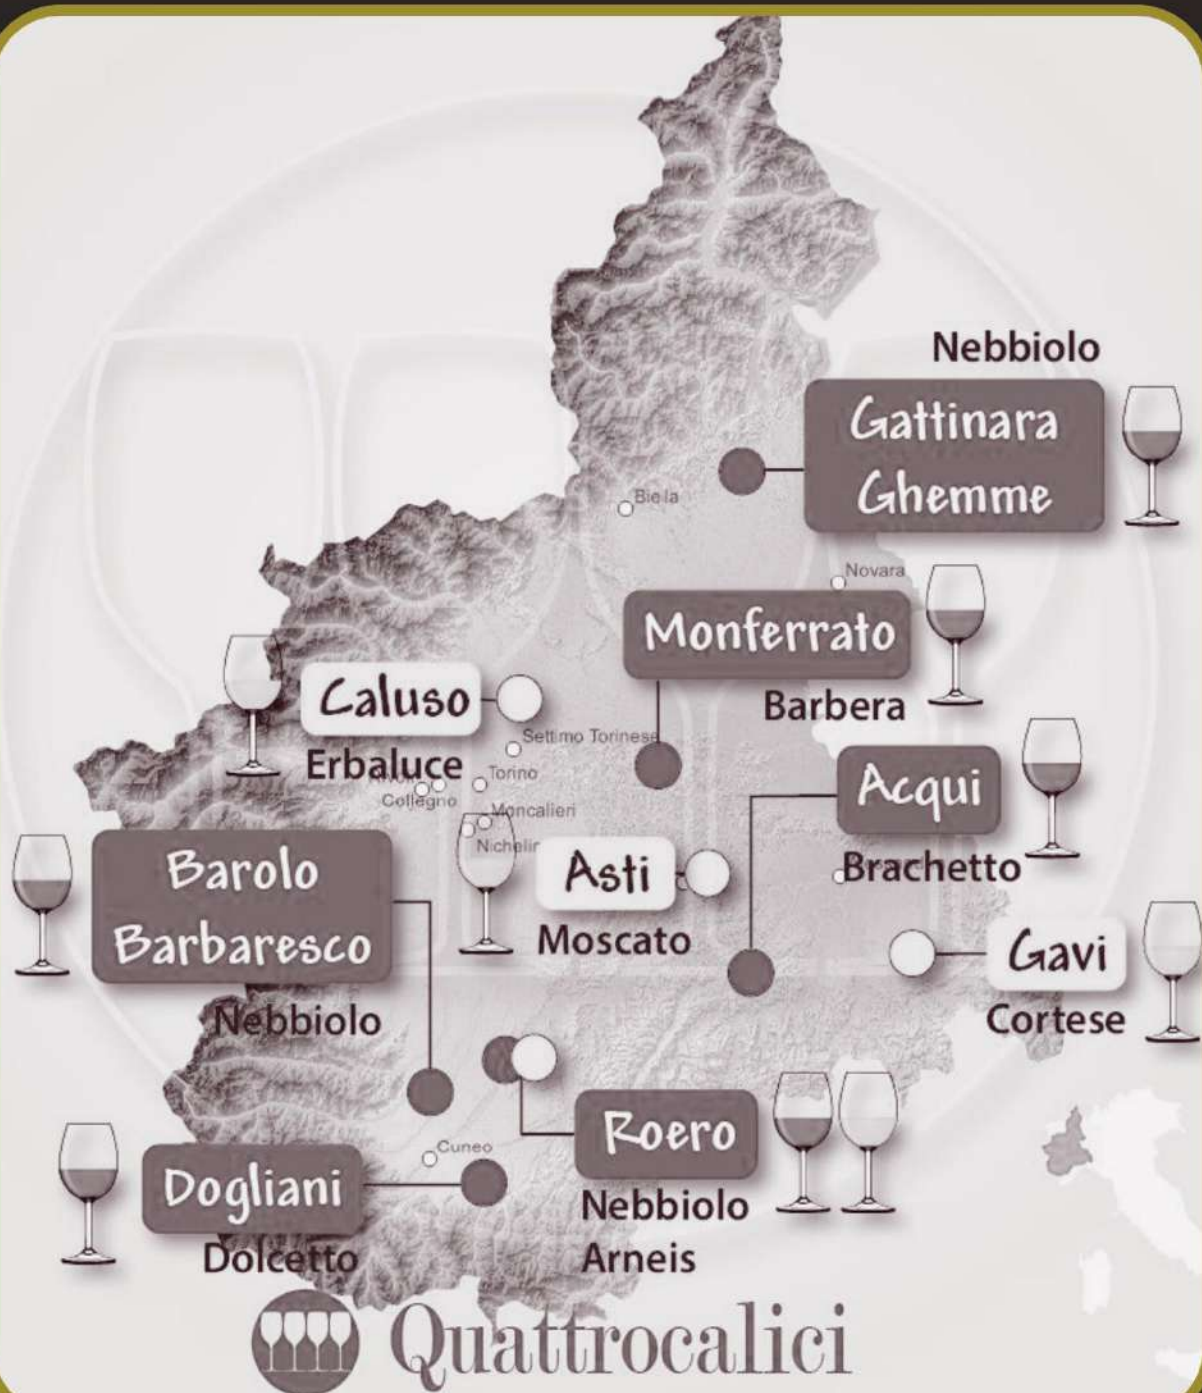 Nebbiolo
Gattinara
Ghemme
Biella
Novara
Monferrato
Barbera
Caluso
Erbaluce
Settimo Torinese
Torino
Collegno
Moncalieri
Acqui
Brachetto
Asti
Moscato
Barolo
Barbaresco
Nebbiolo
Gavi
Cortese
Roero
Nebbiolo
Arneis
Cuneo
Dogliani
Dolcetto
Quattrocalici